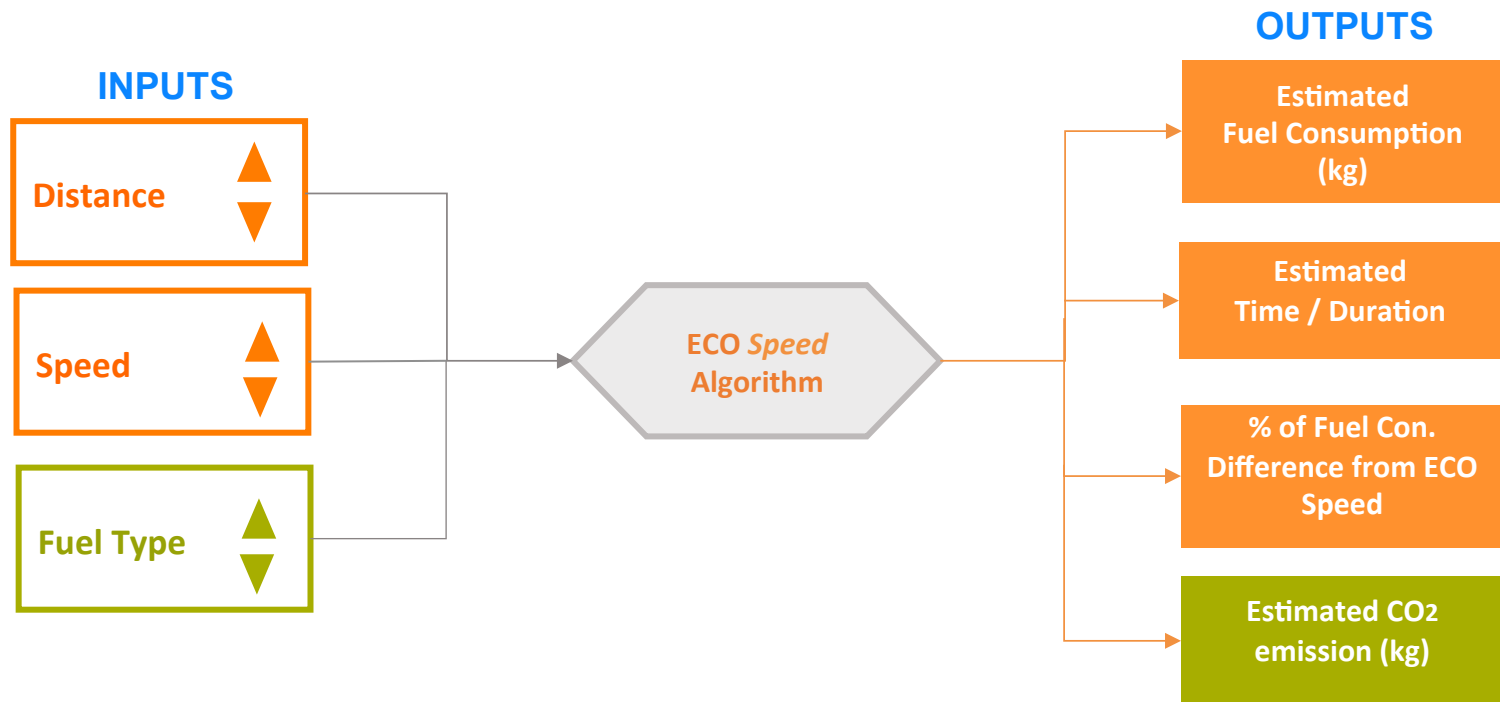 INPUTS
Distance
Speed
Fuel Type
ECO Speed
Algorithm
OUTPUTS
Estimated
Fuel Consumption
(kg)
Estimated
Time / Duration
% of Fuel Con.
Difference from ECO
Speed
Estimated CO2
emission (kg)